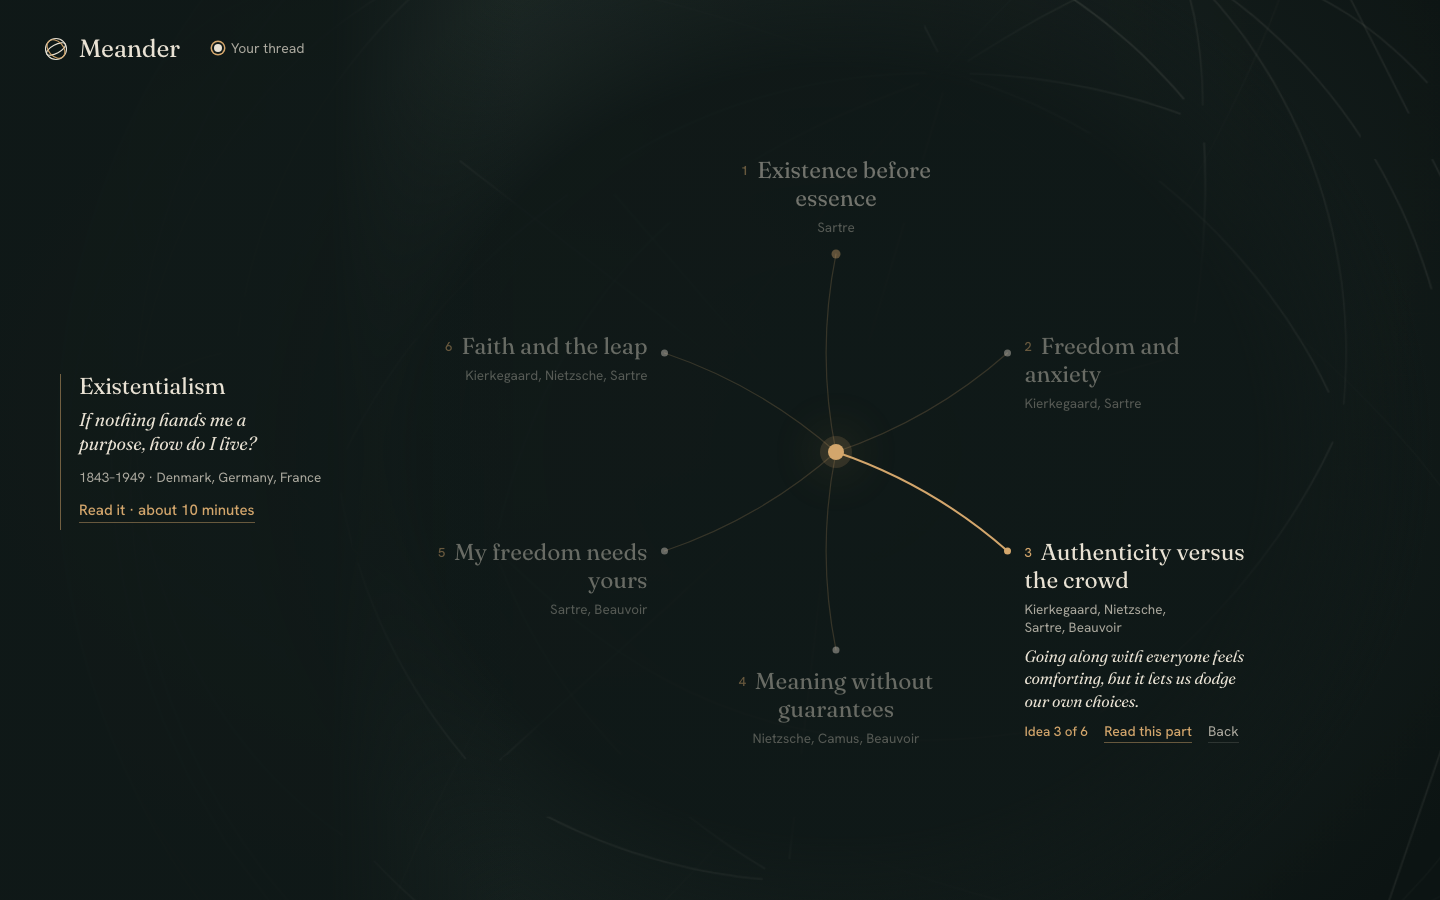 Meander
Your thread
1 Existence before
essence
Sartre
6 Faith and the leap
Kierkegaard, Nietzsche, Sartre
2 Freedom and
anxiety
Kierkegaard, Sartre
Existentialism
If nothing hands me a
purpose, how do I live?
1843–1949 · Denmark, Germany, France
Read it · about 10 minutes
5 My freedom needs
yours
Sartre, Beauvoir
3 Authenticity versus
the crowd
Kierkegaard, Nietzsche,
Sartre, Beauvoir
Going along with everyone feels
comforting, but it lets us dodge
our own choices.
Idea 3 of 6 Read this part Back
4 Meaning without
guarantees
Nietzsche, Camus, Beauvoir